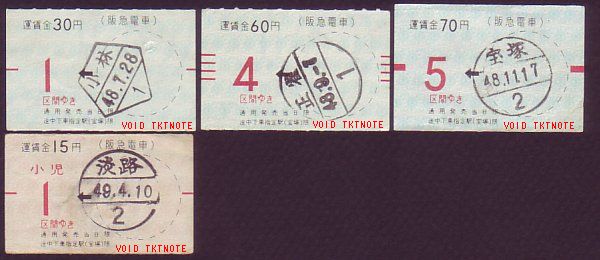 運賃金30円 (阪急電車)
1
区間ゆき
通用発売当日限
途中下車指定駅(宝塚)限
小林
48.7.28
1
VOID TKTNOTE
運賃金60円 (阪急電車)
4
区間ゆき
通用発売当日限
途中下車指定駅(宝塚)限
1
VOID TKTNOTE
運賃金70円 (阪急電車)
5
区間ゆき
通用発売当日限
途中下車指定駅(宝塚)限
宝塚
48.11.17
2
VOID TKTNOTE
運賃金15円 (阪急電車)
小児
1
区間ゆき
通用発売当日限
途中下車指定駅(宝塚)限
淡路
49.4.10
2
VOID TKTNOTE